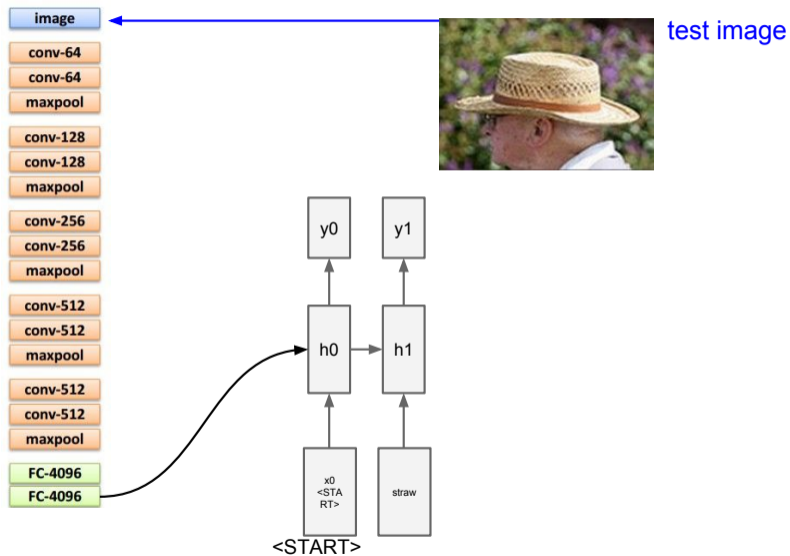 image
test image
conv-64
conv-64
maxpool
conv-128
conv-128
maxpool
conv-256
conv-256
maxpool
conv-512
conv-512
maxpool
conv-512
conv-512
maxpool
FC-4096
FC-4096
y0
y1
h0
h1
x0
<STA
RT>
straw
<START>